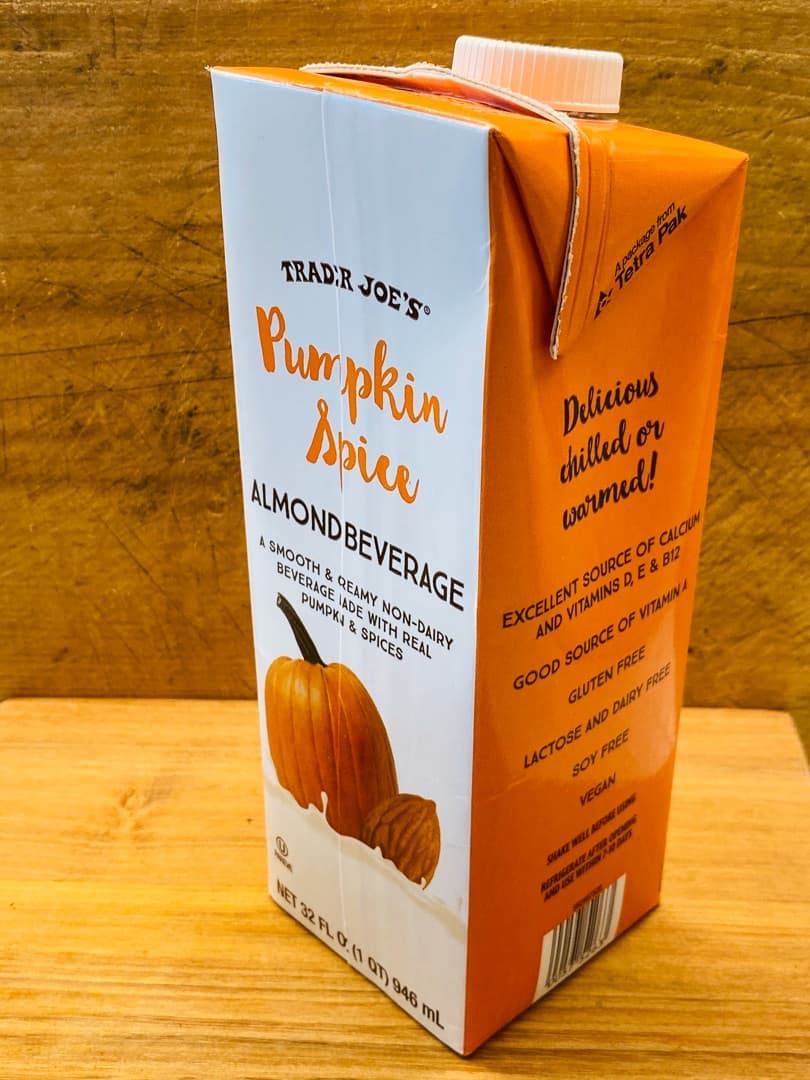 TRADER JOE'S®
Pumpkin
Spice
ALMOND BEVERAGE
A SMOOTH & CREAMY NON-DAIRY
BEVERAGE MADE WITH REAL
PUMPKIN & SPICES
U
NET 32 FL OZ (1 QT) 946 mL
A package from
Tetra Pak
Delicious
chilled or
warmed!
EXCELLENT SOURCE OF CALCIUM
AND VITAMINS D, E & B12
GOOD SOURCE OF VITAMIN A
GLUTEN FREE
LACTOSE AND DAIRY FREE
SOY FREE
VEGAN
SHAKE WELL BEFORE USING
REFRIGERATE AFTER OPENING
AND USE WITHIN 7-10 DAYS